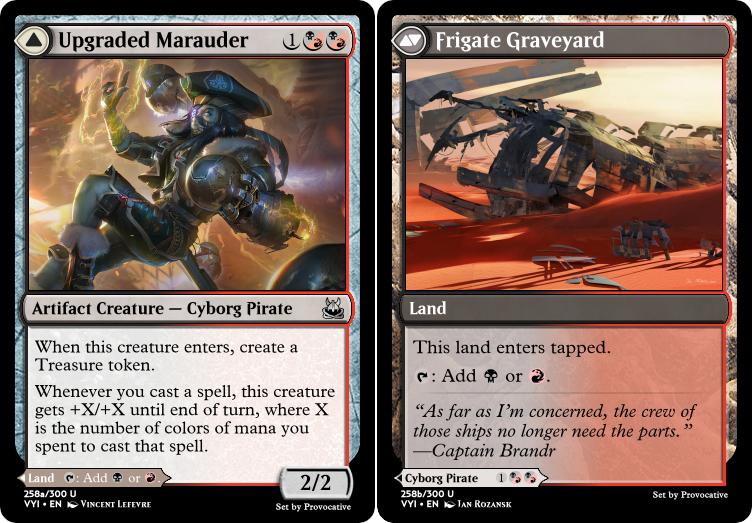 Upgraded Marauder 1
Artifact Creature — Cyborg Pirate
When this creature enters, create a
Treasure token.
Whenever you cast a spell, this creature
gets +X/+X until end of turn, where X
is the number of colors of mana you
spent to cast that spell.
Land : Add or .
2/2
258a/300 U
VYI • EN Vincent Lefevre
Set by Provocative
Frigate Graveyard
Land
This land enters tapped.
: Add or .
“As far as I’m concerned, the crew of
those ships no longer need the parts.”
—Captain Brandr
Cyborg Pirate 1
258b/300 U
VYI • EN Jan Rozansk
Set by Provocative